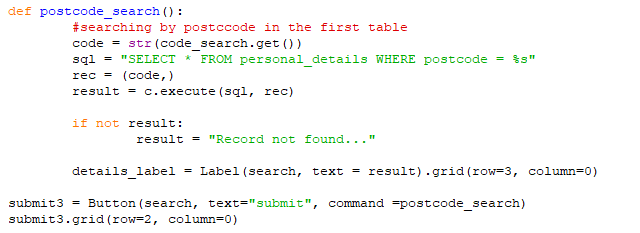 def postcode_search():
        #searching by postccode in the first table
        code = str(code_search.get())
        sql = "SELECT * FROM personal_details WHERE postcode = %s"
        rec = (code,)
        result = c.execute(sql, rec)

        if not result:
                result = "Record not found..."

        details_label = Label(search, text = result).grid(row=3, column=0)

submit3 = Button(search, text="submit", command =postcode_search)
submit3.grid(row=2, column=0)